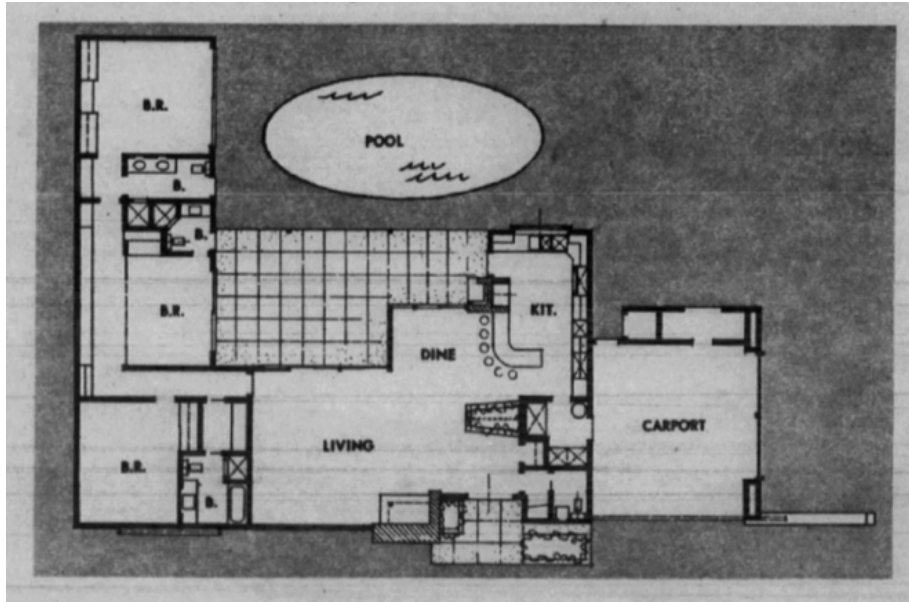 B.R.
POOL
B.
B.
B.R.
KIT.
DINE
CARPORT
LIVING
B.R.
B.